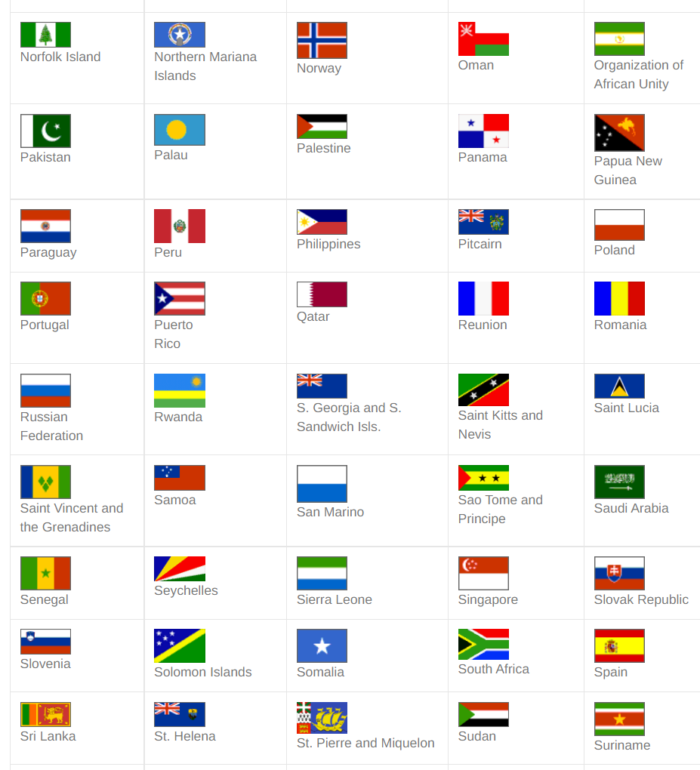 Norfolk Island
Northern Mariana
Islands
Norway
Oman
Organization of
African Unity
Pakistan
Palau
Palestine
Panama
Papua New
Guinea
Paraguay
Peru
Philippines
Pitcairn
Poland
Portugal
Puerto
Rico
Qatar
Reunion
Romania
Russian
Federation
Rwanda
S. Georgia and S.
Sandwich Isls.
Saint Kitts and
Nevis
Saint Lucia
Saint Vincent and
the Grenadines
Samoa
San Marino
Sao Tome and
Principe
Saudi Arabia
Senegal
Seychelles
Sierra Leone
Singapore
Slovak Republic
Slovenia
Solomon Islands
Somalia
South Africa
Spain
Sri Lanka
St. Helena
St. Pierre and Miquelon
Sudan
Suriname